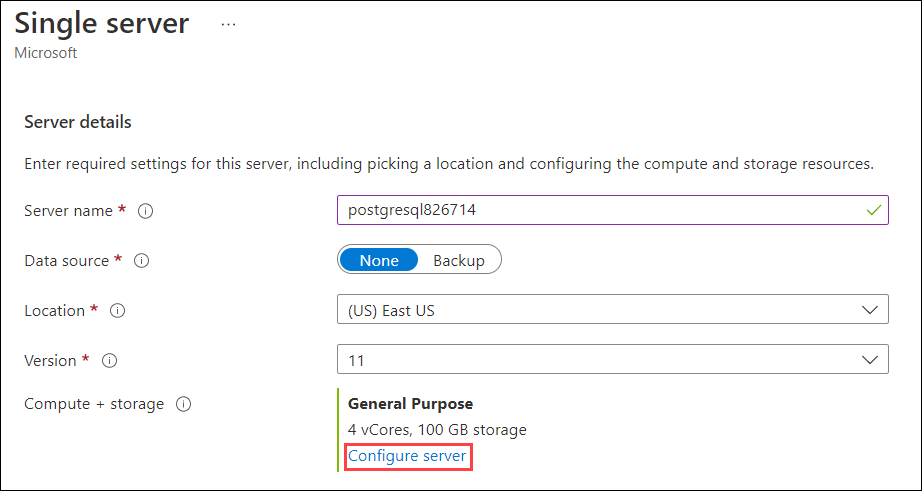 Single server ...
Microsoft
Server details
Enter required settings for this server, including picking a location and configuring the compute and storage resources.
Server name * postgresql826714
Data source * None Backup
Location * (US) East US
Version * 11
Compute + storage General Purpose
4 vCores, 100 GB storage
Configure server